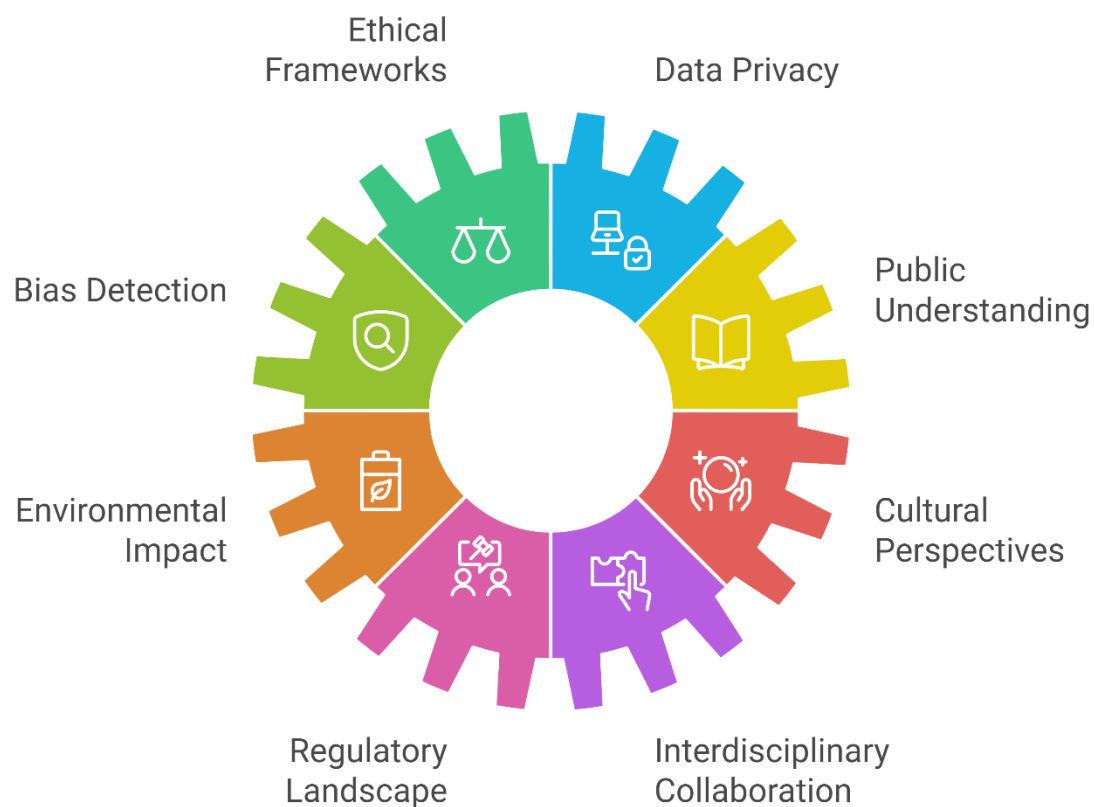 Ethical
Frameworks
Data Privacy
Bias Detection
Public
Understanding
Environmental
Impact
Cultural
Perspectives
Regulatory
Landscape
Interdisciplinary
Collaboration